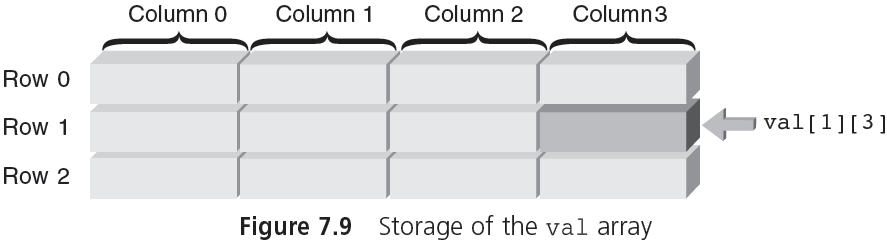 Column 0 Column 1 Column 2 Column3
Row 0
Row 1 val[1][3]
Row 2
Figure 7.9 Storage of the val array